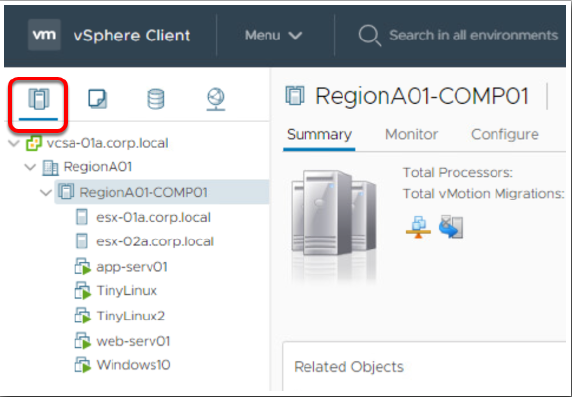 vm vSphere Client Menu Search in all environments
RegionA01-COMP01
Summary Monitor Configure
vcsa-01a.corp.local
RegionA01
RegionA01-COMP01
esx-01a.corp.local
esx-02a.corp.local
app-serv01
TinyLinux
TinyLinux2
web-serv01
Windows10
Total Processors:
Total vMotion Migrations:
Related Objects